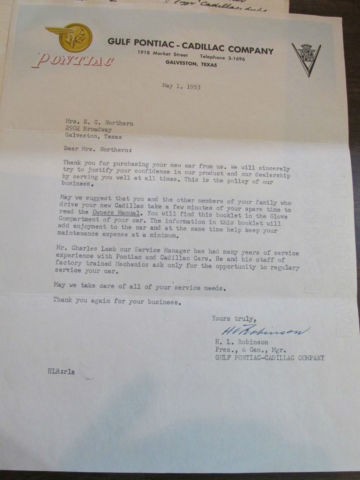 Cadillac
GULF PONTIAC - CADILLAC COMPANY
1918 Market Street Telephone 5-1696
GALVESTON, TEXAS
PONTIAC
May 1, 1953
Mrs. E. C. Northern
2902 Broadway
Galveston, Texas
Dear Mrs. Northern:
Thank you for purchasing your new car from us. We will sincerely
try to justify your confidence in our product and our dealership
by serving you well at all times. This is the policy of our
business.
May we suggest that you and the other members of your family who
drive your new Cadillac take a few minutes of your spare time to
read the Owners Manual. You will find this booklet in the Glove
Compartment of your car. The information in this booklet will
add enjoyment to the car and at the same time help keep your
maintenance expense at a minimum.
Mr. Charles Lamb our Service Manager has had many years of service
experience with Pontiac and Cadillac Cars. He and his staff of
factory trained Mechanics ask only for the opportunity to regulary
service your car.
May we take care of all of your service needs.
Thank you again for your business.
Yours truly,
H L Robinson
H. L. Robinson
Pres., & Gen., Mgr.
GULF PONTIAC-CADILLAC COMPANY